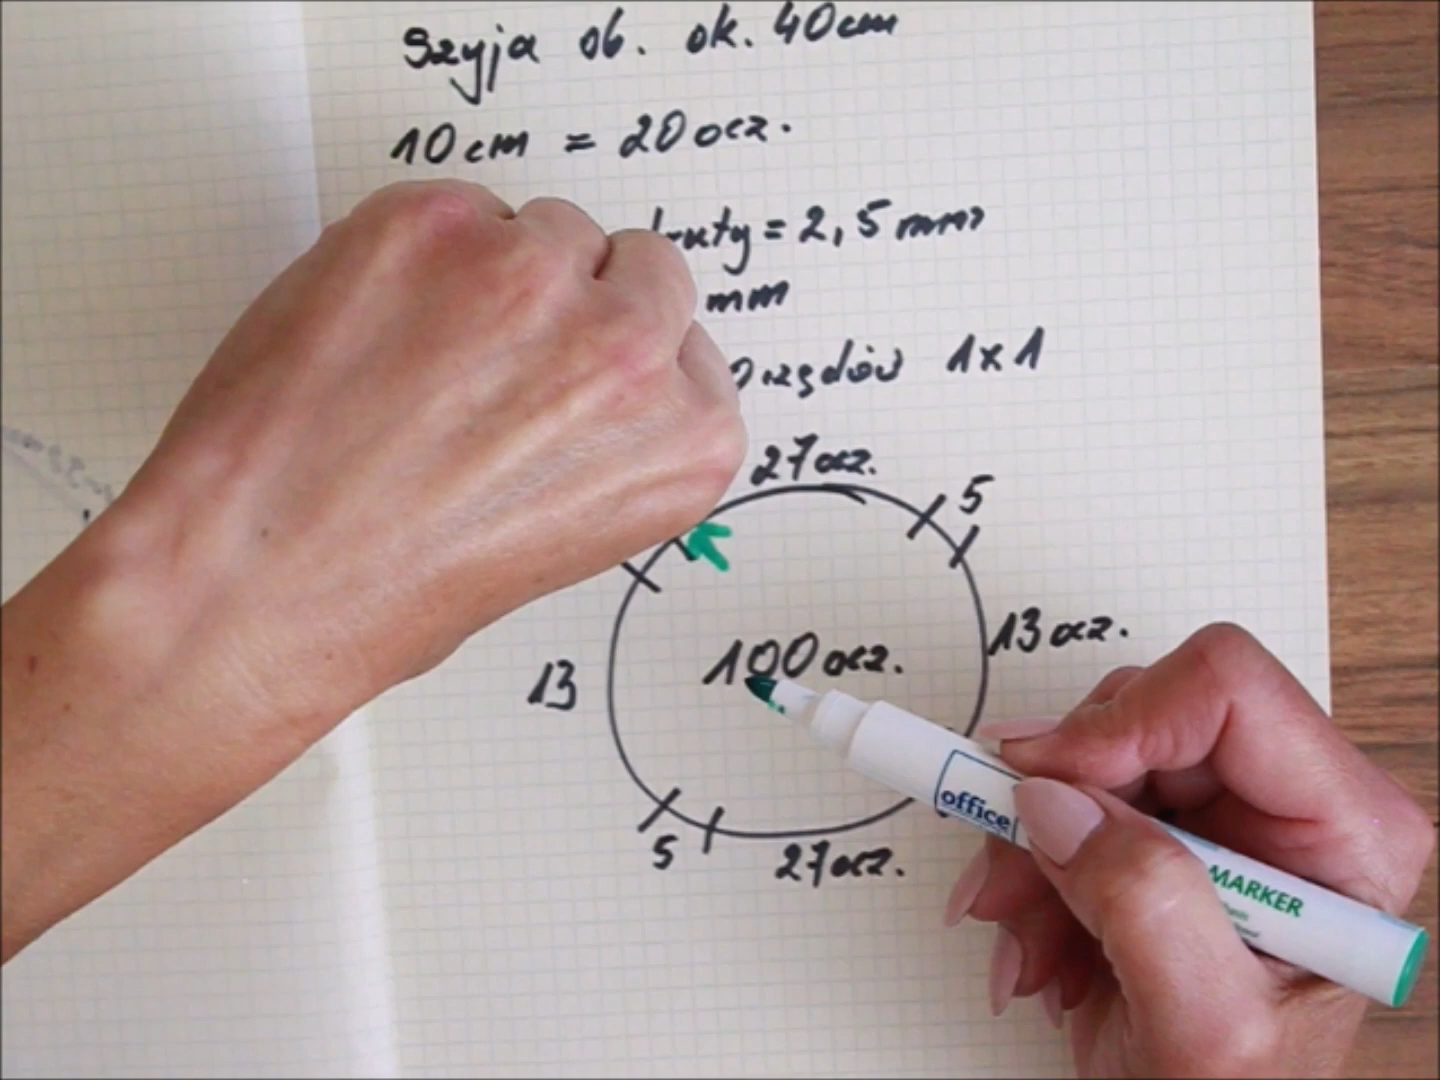 Szyja ob. ok. 40cm
10cm = 20 ocz.
druty = 2,5 mm
mm
rzędów 1x1
27 ocz.
5
13 ocz.
100 ocz.
13
5
27 ocz.
office
MARKER